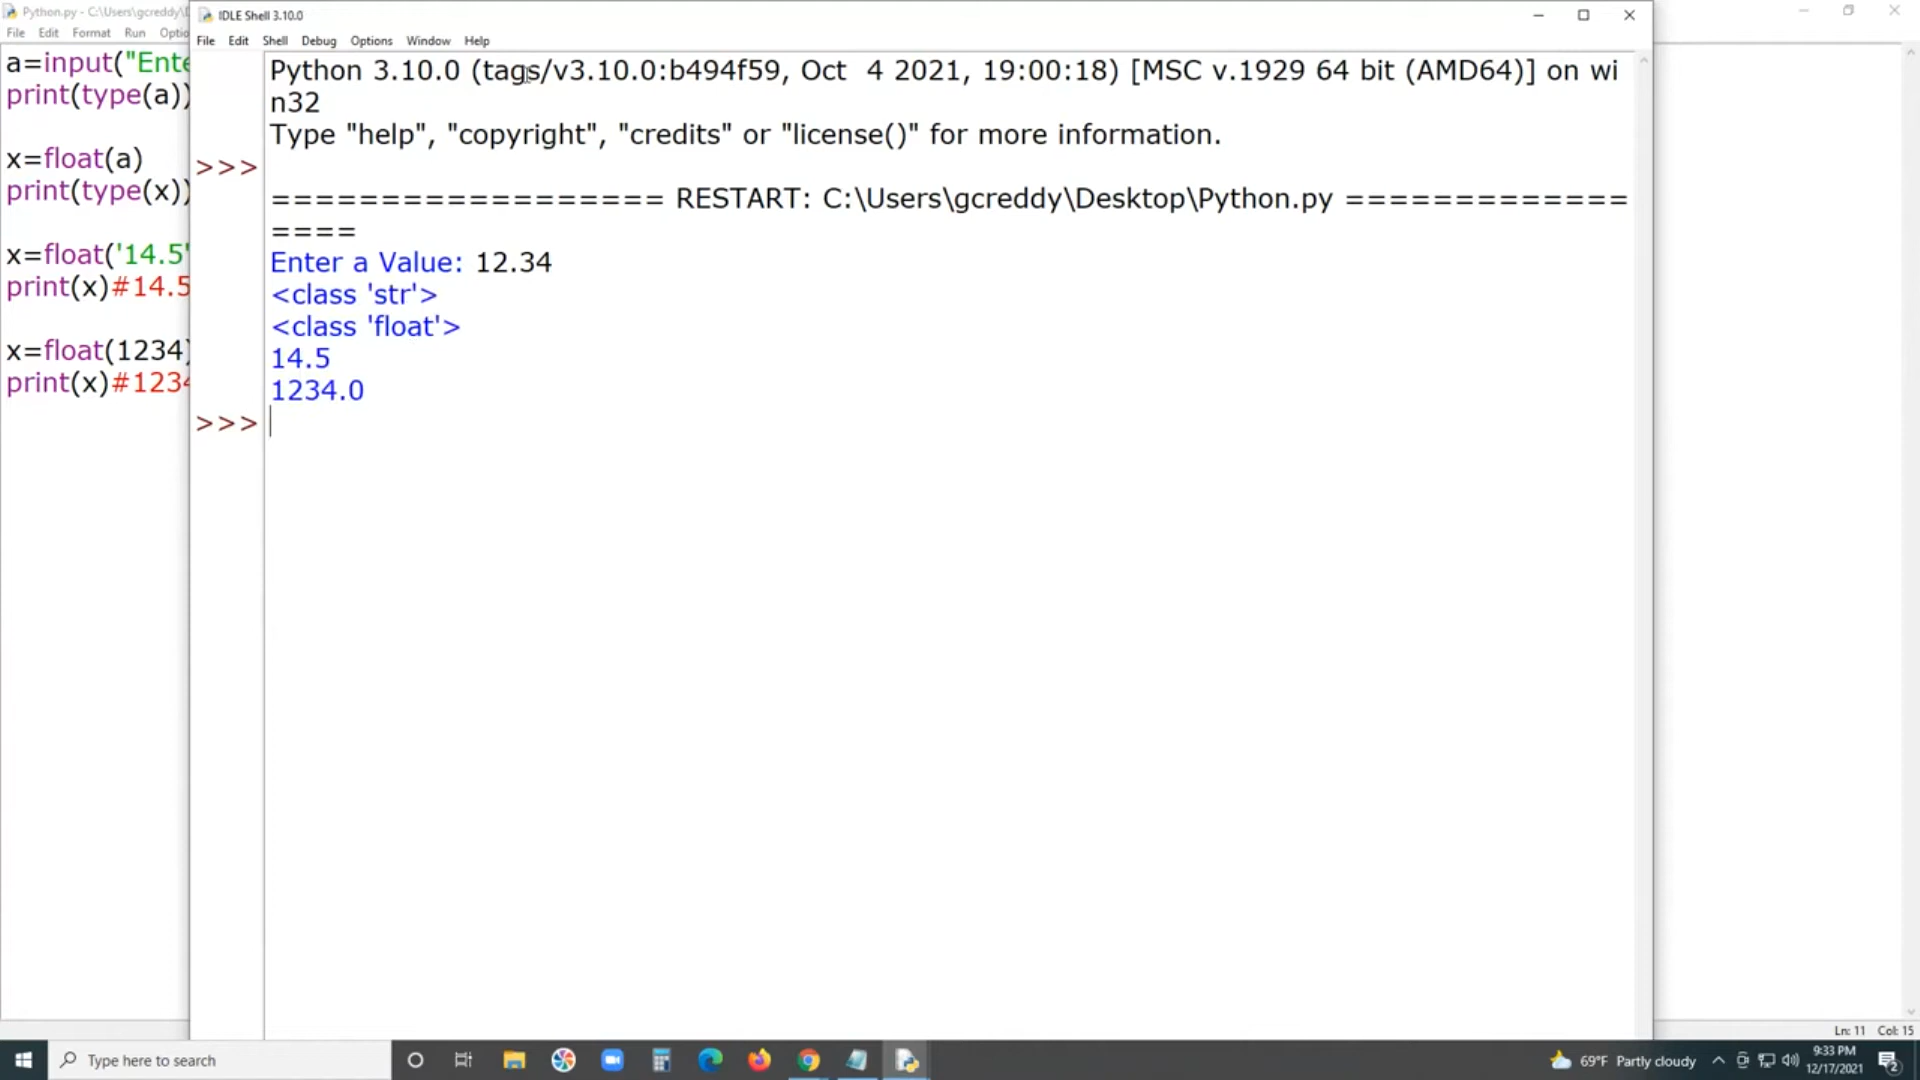 Python.py - C:\Users\gcreddy\
File Edit Format Run Optio
a=input("Ente
print(type(a))
x=float(a)
print(type(x))
x=float('14.5'
print(x)#14.5
x=float(1234)
print(x)#1234
IDLE Shell 3.10.0
File Edit Shell Debug Options Window Help
Python 3.10.0 (tags/v3.10.0:b494f59, Oct  4 2021, 19:00:18) [MSC v.1929 64 bit (AMD64)] on wi
n32
Type "help", "copyright", "credits" or "license()" for more information.
>>>
================== RESTART: C:\Users\gcreddy\Desktop\Python.py =============
====
Enter a Value: 12.34
<class 'str'>
<class 'float'>
14.5
1234.0
>>>
Ln: 11 Col: 15
Type here to search
69°F Partly cloudy
9:33 PM
12/17/2021
2